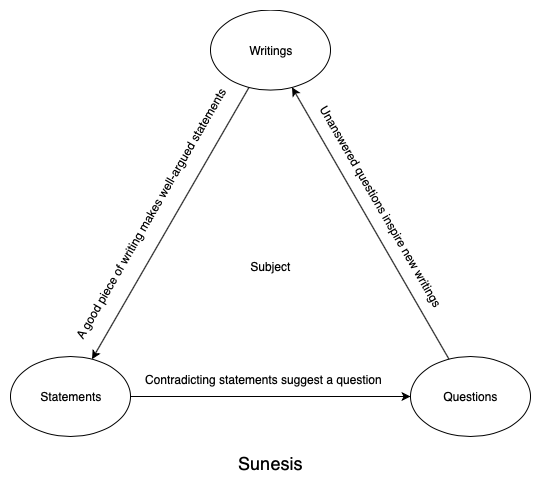 Writings
A good piece of writing makes well-argued statements
Unanswered questions inspire new writings
Subject
Statements
Contradicting statements suggest a question
Questions
Sunesis